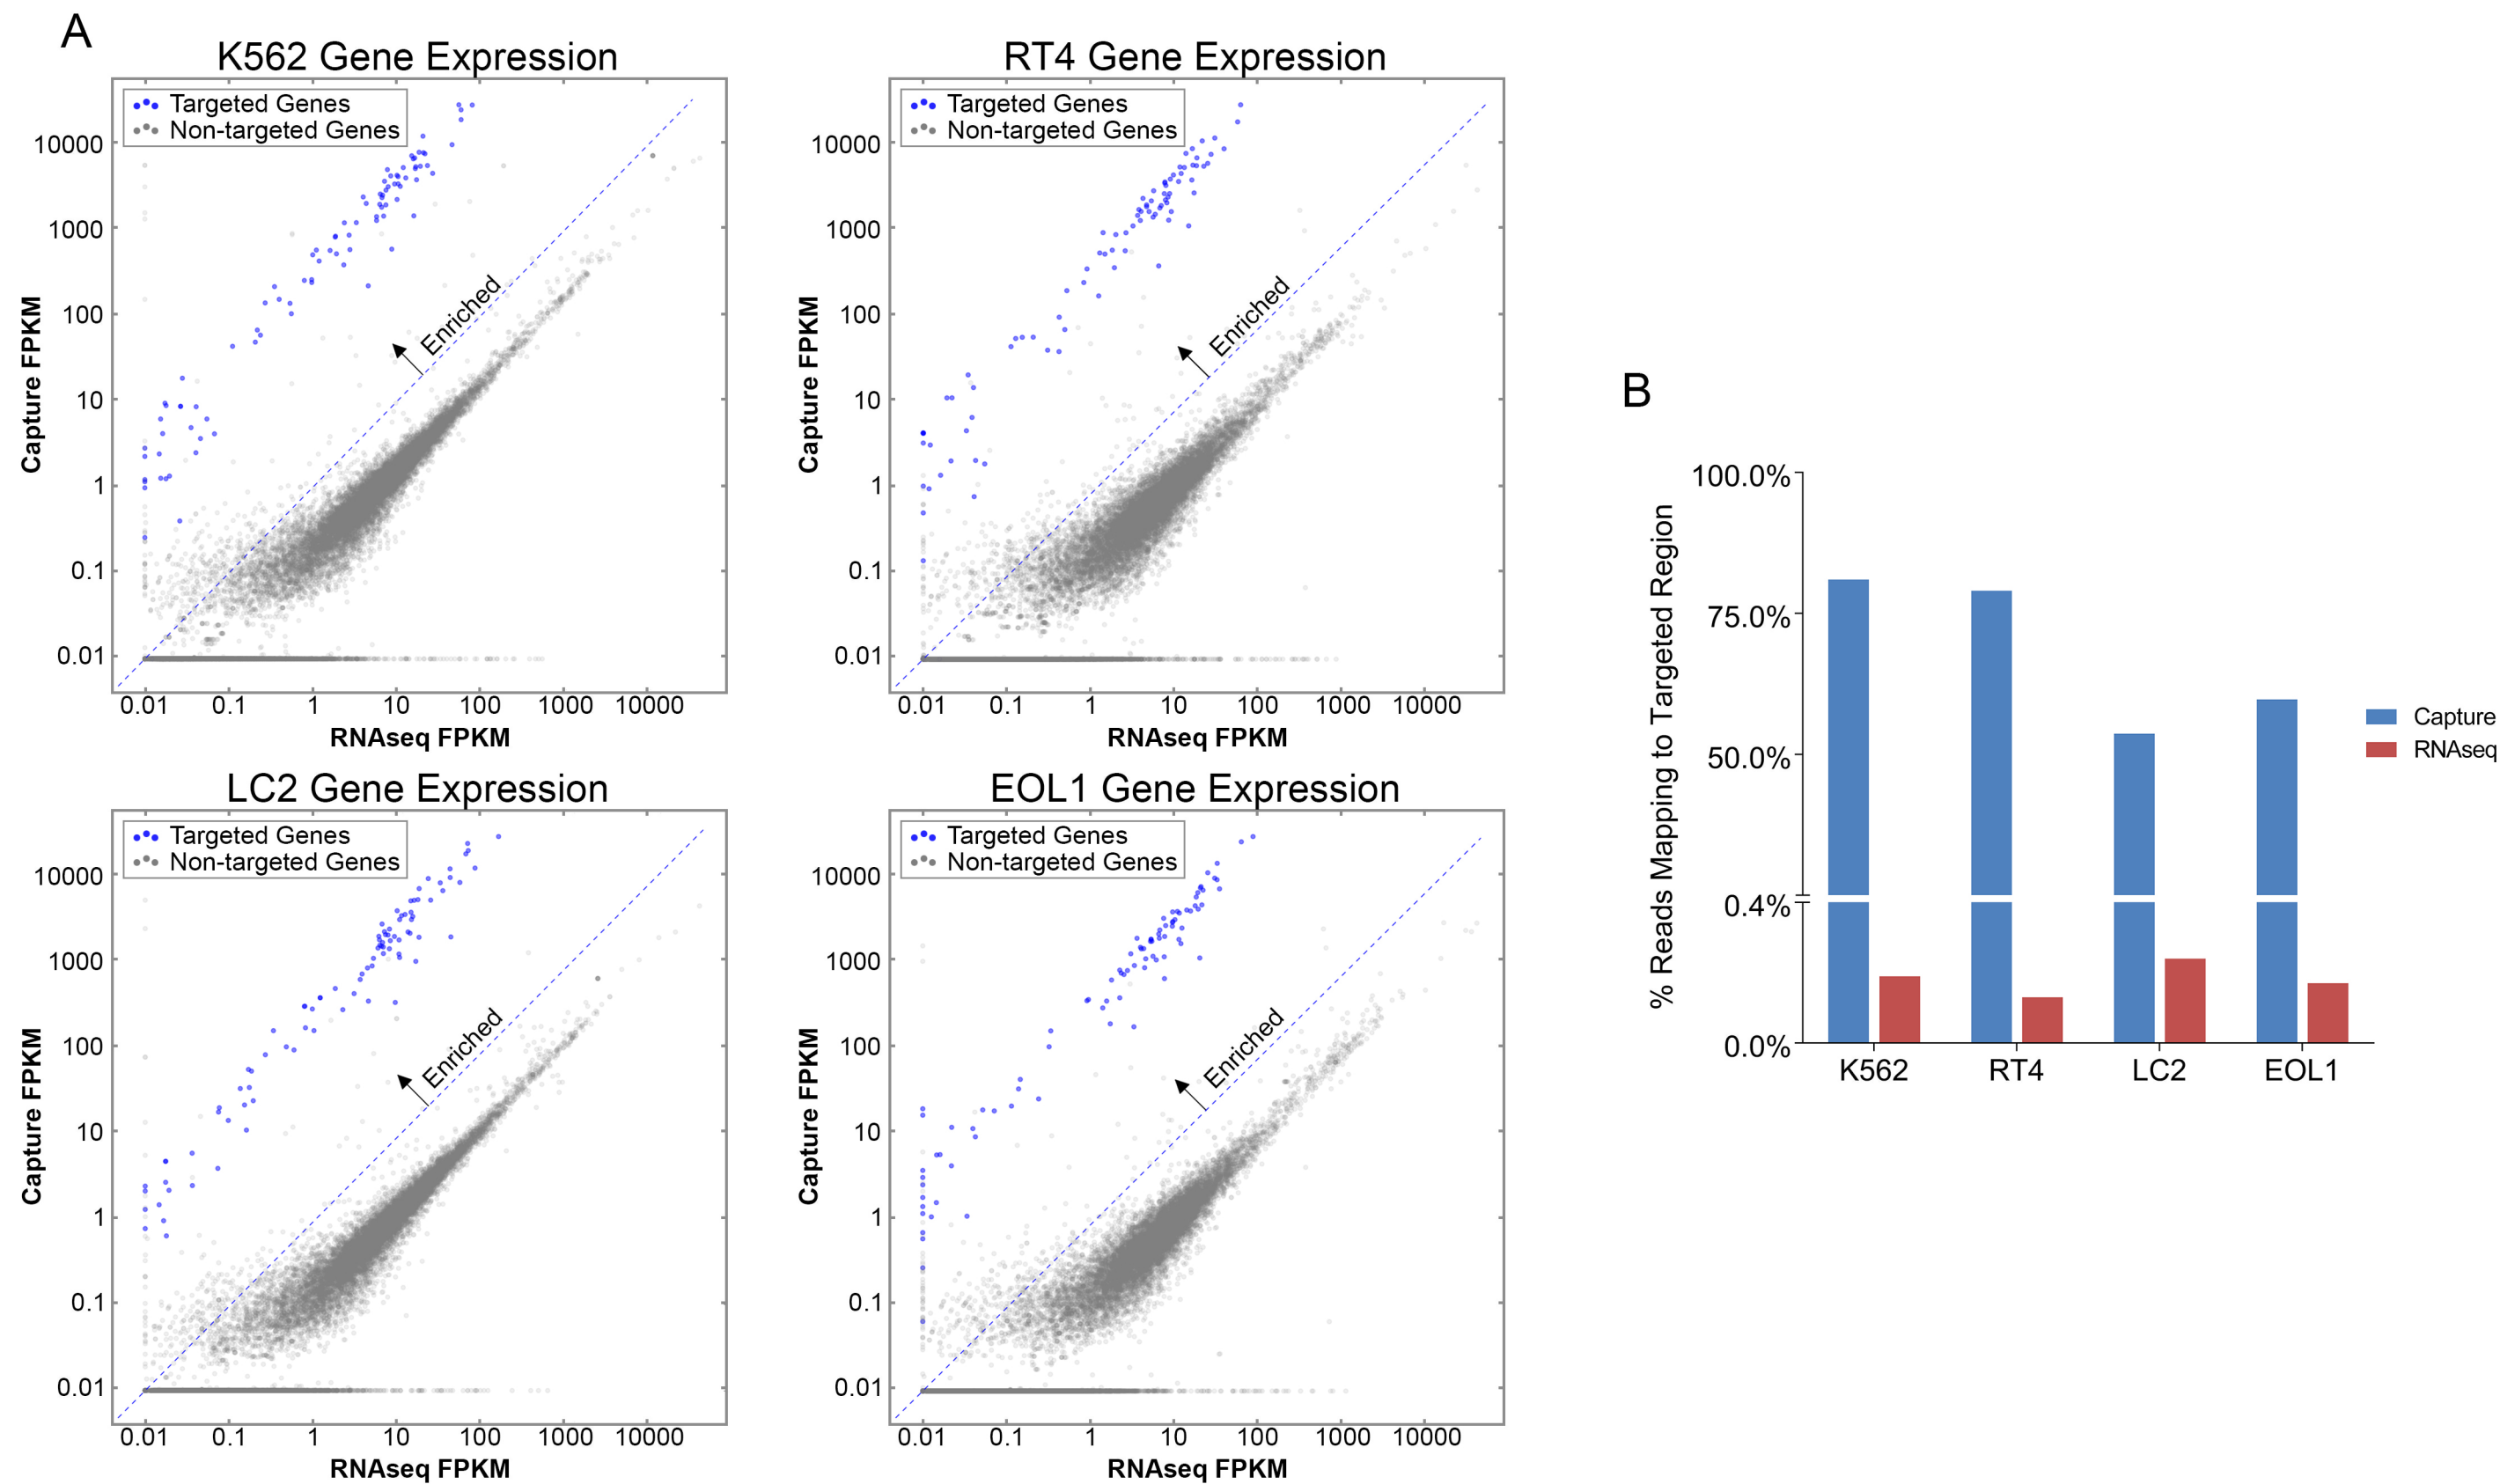 A
K562 Gene Expression
Targeted Genes
Non-targeted Genes
Enriched
Capture FPKM
10000
1000
100
10
1
0.1
0.01
0.01 0.1 1 10 100 1000 10000
RNAseq FPKM
RT4 Gene Expression
Targeted Genes
Non-targeted Genes
Enriched
Capture FPKM
10000
1000
100
10
1
0.1
0.01
0.01 0.1 1 10 100 1000 10000
RNAseq FPKM
LC2 Gene Expression
Targeted Genes
Non-targeted Genes
Enriched
Capture FPKM
10000
1000
100
10
1
0.1
0.01
0.01 0.1 1 10 100 1000 10000
RNAseq FPKM
EOL1 Gene Expression
Targeted Genes
Non-targeted Genes
Enriched
Capture FPKM
10000
1000
100
10
1
0.1
0.01
0.01 0.1 1 10 100 1000 10000
RNAseq FPKM
B
% Reads Mapping to Targeted Region
100.0%
75.0%
50.0%
0.4%
0.0%
K562 RT4 LC2 EOL1
Capture
RNAseq